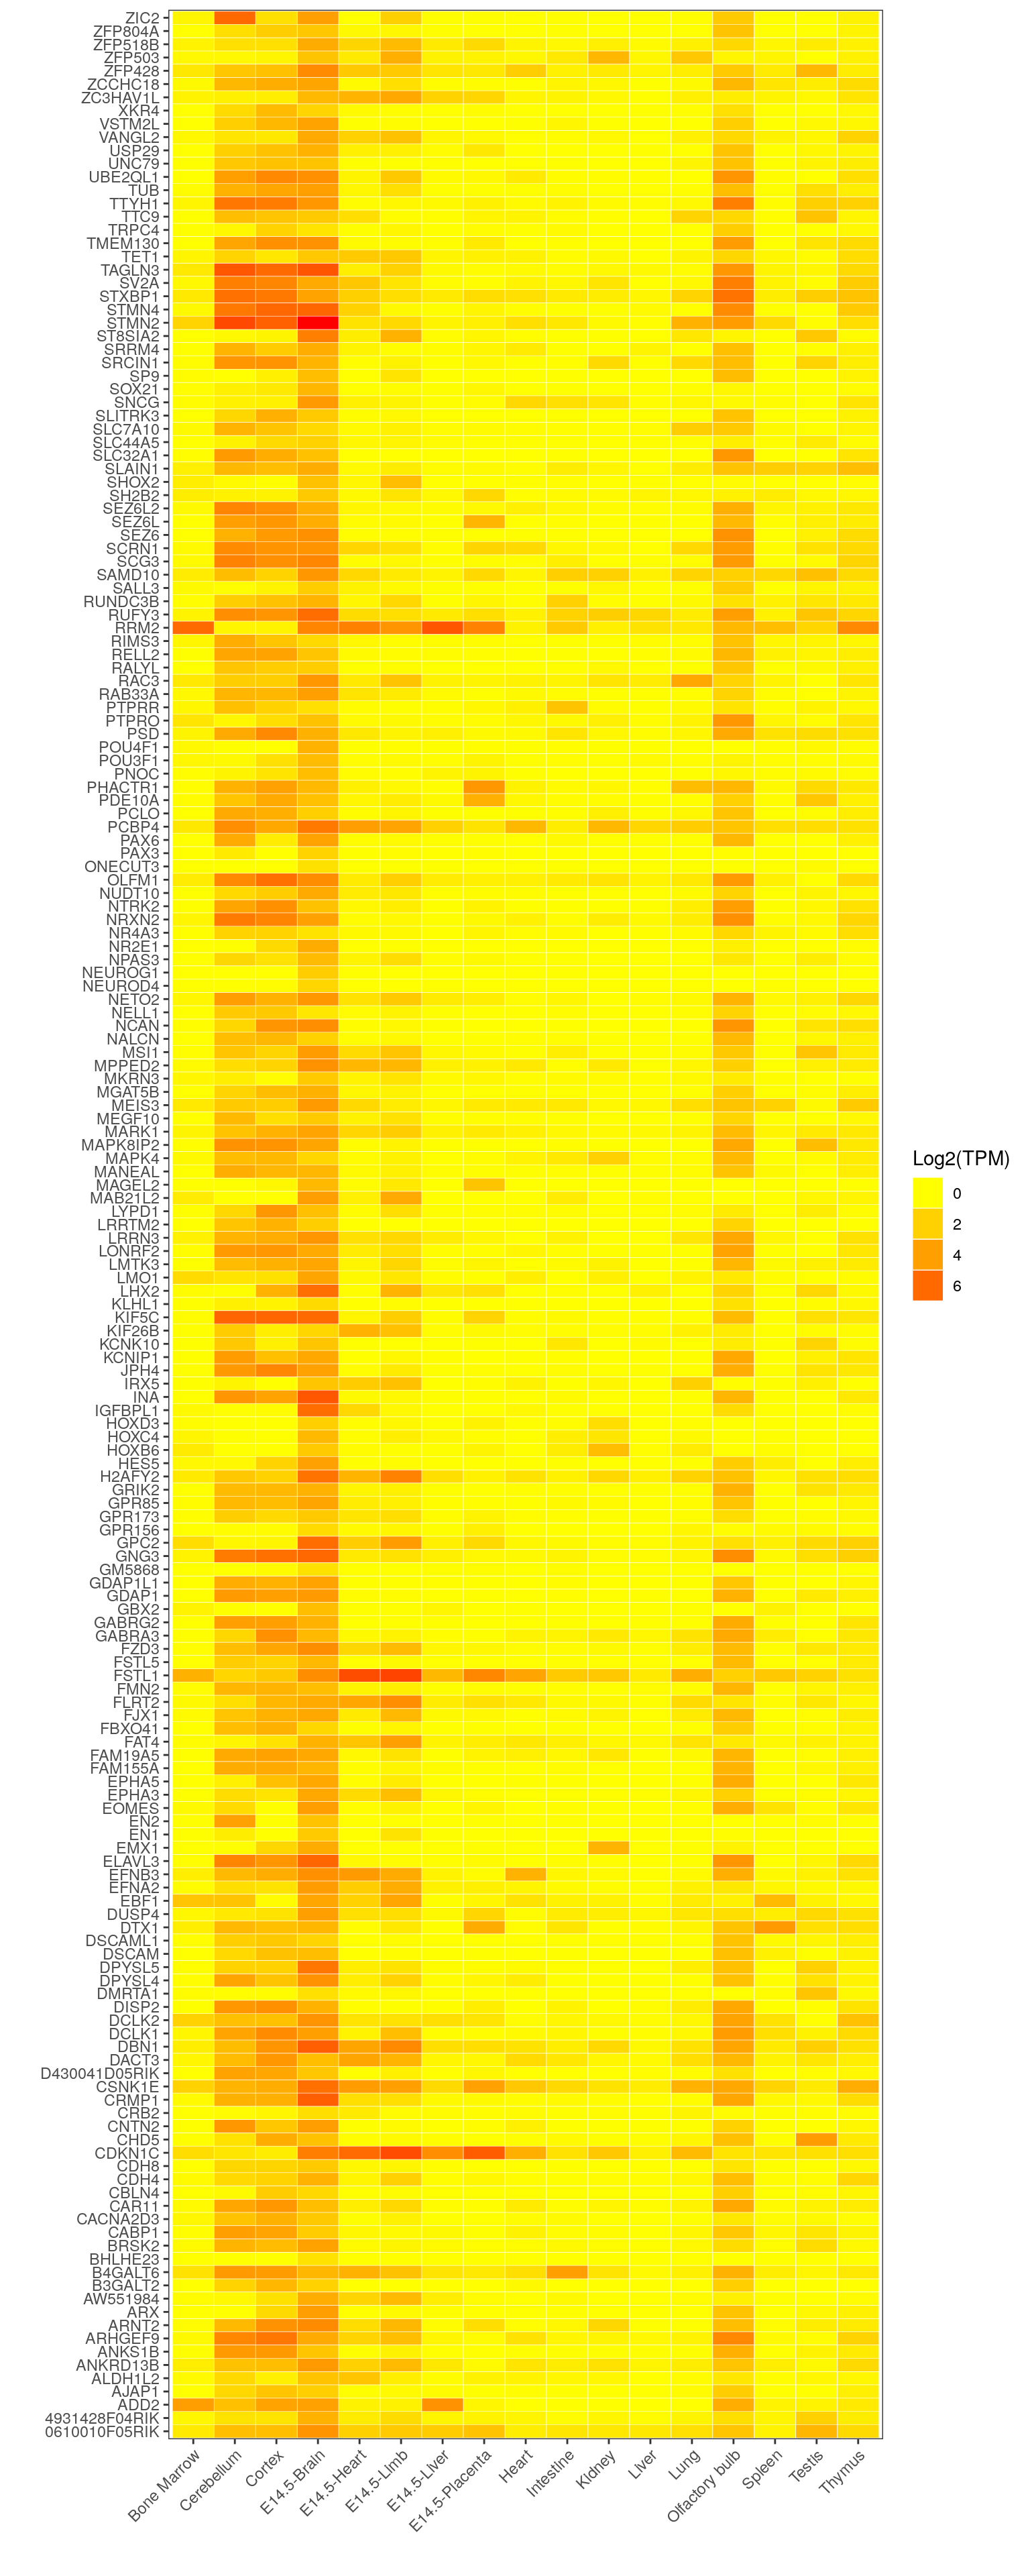 ZIC2
ZFP804A
ZFP518B
ZFP503
ZFP428
ZCCHC18
ZC3HAV1L
XKR4
VSTM2L
VANGL2
USP29
UNC79
UBE2QL1
TUB
TTYH1
TTC9
TRPC4
TMEM130
TET1
TAGLN3
SV2A
STXBP1
STMN4
STMN2
ST8SIA2
SRRM4
SRCIN1
SP9
SOX21
SNCG
SLITRK3
SLC7A10
SLC44A5
SLC32A1
SLAIN1
SHOX2
SH2B2
SEZ6L2
SEZ6L
SEZ6
SCRN1
SCG3
SAMD10
SALL3
RUNDC3B
RUFY3
RRM2
RIMS3
RELL2
RALYL
RAC3
RAB33A
PTPRR
PTPRO
PSD
POU4F1
POU3F1
PNOC
PHACTR1
PDE10A
PCLO
PCBP4
PAX6
PAX3
ONECUT3
OLFM1
NUDT10
NTRK2
NRXN2
NR4A3
NR2E1
NPAS3
NEUROG1
NEUROD4
NETO2
NELL1
NCAN
NALCN
MSI1
MPPED2
MKRN3
MGAT5B
MEIS3
MEGF10
MARK1
MAPK8IP2
MAPK4
MANEAL
MAGEL2
MAB21L2
LYPD1
LRRTM2
LRRN3
LONRF2
LMTK3
LMO1
LHX2
KLHL1
KIF5C
KIF26B
KCNK10
KCNIP1
JPH4
IRX5
INA
IGFBPL1
HOXD3
HOXC4
HOXB6
HES5
H2AFY2
GRIK2
GPR85
GPR173
GPR156
GPC2
GNG3
GM5868
GDAP1L1
GDAP1
GBX2
GABRG2
GABRA3
FZD3
FSTL5
FSTL1
FMN2
FLRT2
FJX1
FBXO41
FAT4
FAM19A5
FAM155A
EPHA5
EPHA3
EOMES
EN2
EN1
EMX1
ELAVL3
EFNB3
EFNA2
EBF1
DUSP4
DTX1
DSCAML1
DSCAM
DPYSL5
DPYSL4
DMRTA1
DISP2
DCLK2
DCLK1
DBN1
DACT3
D430041D05RIK
CSNK1E
CRMP1
CRB2
CNTN2
CHD5
CDKN1C
CDH8
CDH4
CBLN4
CAR11
CACNA2D3
CABP1
BRSK2
BHLHE23
B4GALT6
B3GALT2
AW551984
ARX
ARNT2
ARHGEF9
ANKS1B
ANKRD13B
ALDH1L2
AJAP1
ADD2
4931428F04RIK
0610010F05RIK
Bone Marrow
Cerebellum
Cortex
E14.5-Brain
E14.5-Heart
E14.5-Limb
E14.5-Liver
E14.5-Placenta
Heart
Intestine
Kidney
Liver
Lung
Olfactory bulb
Spleen
Testis
Thymus
Log2(TPM)
0
2
4
6